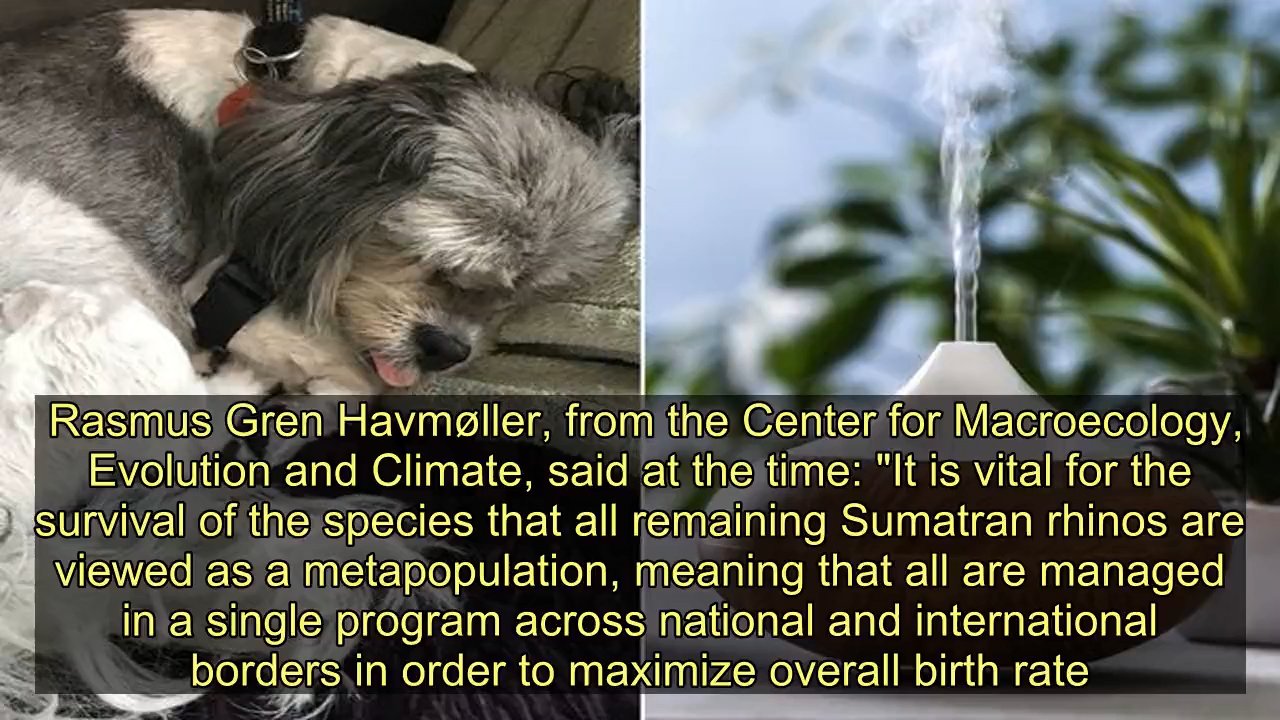 Rasmus Gren Havmøller, from the Center for Macroecology,
Evolution and Climate, said at the time: "It is vital for the
survival of the species that all remaining Sumatran rhinos are
viewed as a metapopulation, meaning that all are managed
in a single program across national and international
borders in order to maximize overall birth rate